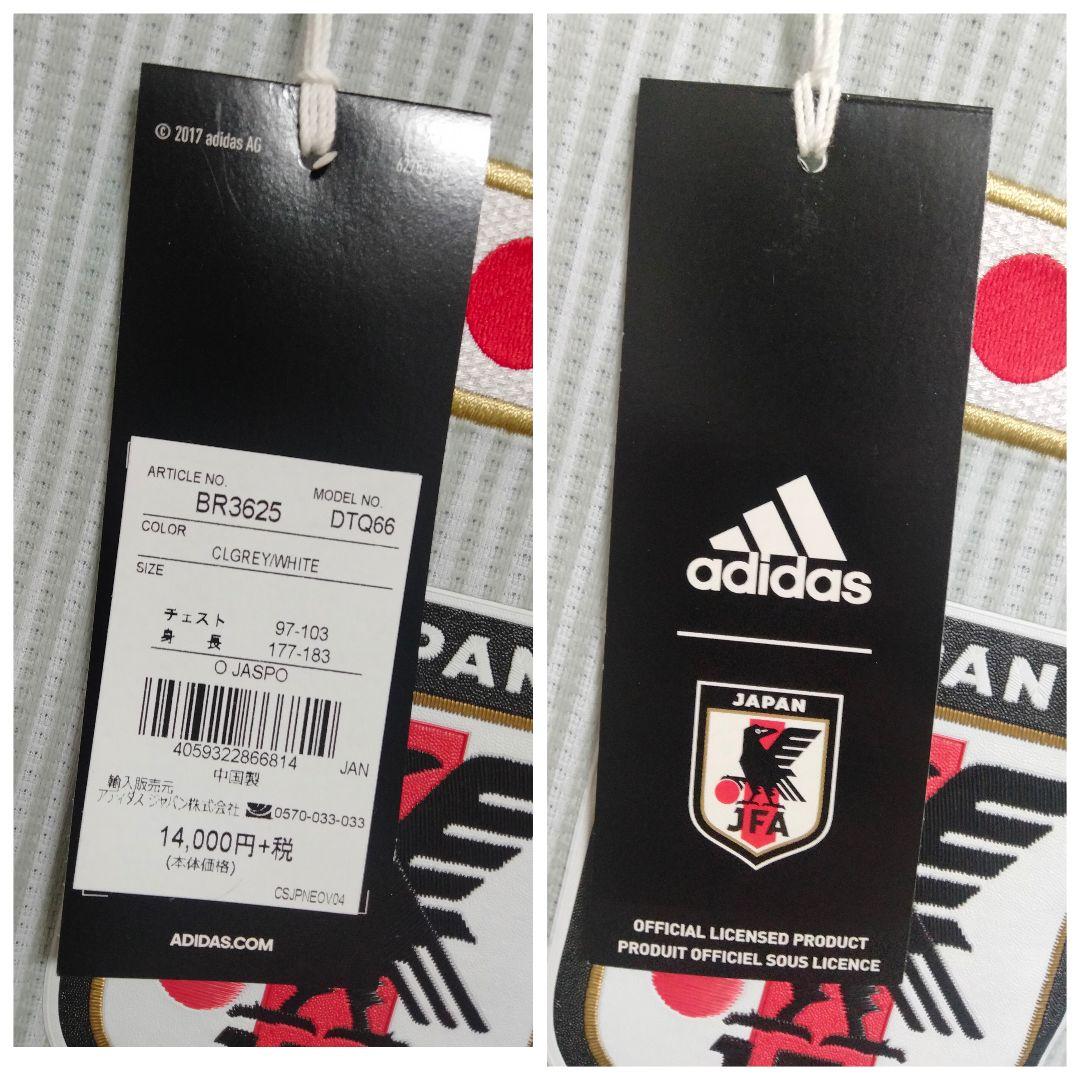 © 2017 adidas AG
ARTICLE NO.
BR3625
MODEL NO.
DTQ66
COLOR
CLGREY/WHITE
SIZE
チェスト 97-103
身長 177-183
O JASPO
4059322866814
JAN
中国製
輸入販売元
アディダス ジャパン株式会社 0570-033-033
14,000円+税
(本体価格)
CSJPNEOV04
ADIDAS.COM
PAN
adidas
JAPAN
JFA
OFFICIAL LICENSED PRODUCT
PRODUIT OFFICIEL SOUS LICENCE
PAN